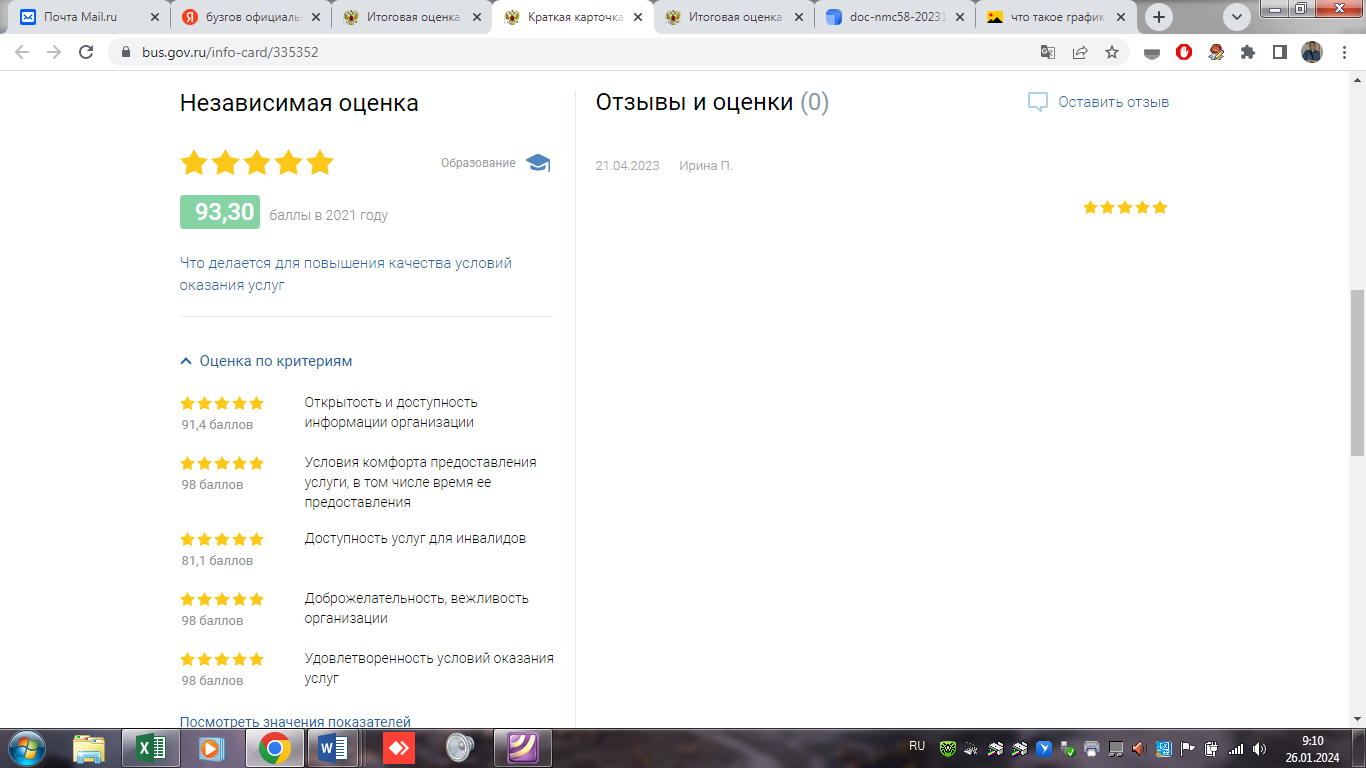 Почта Mail.ru
бузгов официальн
Итоговая оценка
Краткая карточка
Итоговая оценка
doc-nmc58-20231
что такое график
bus.gov.ru/info-card/335352
Независимая оценка
Образование
93,30 баллы в 2021 году
Что делается для повышения качества условий
оказания услуг
Оценка по критериям
91,4 баллов
Открытость и доступность
информации организации
98 баллов
Условия комфорта предоставления
услуги, в том числе время ее
предоставления
81,1 баллов
Доступность услуг для инвалидов
98 баллов
Доброжелательность, вежливость
организации
98 баллов
Удовлетворенность условий оказания
услуг
Посмотреть значения показателей
Отзывы и оценки (0)
Оставить отзыв
21.04.2023 Ирина П.
RU
9:10
26.01.2024